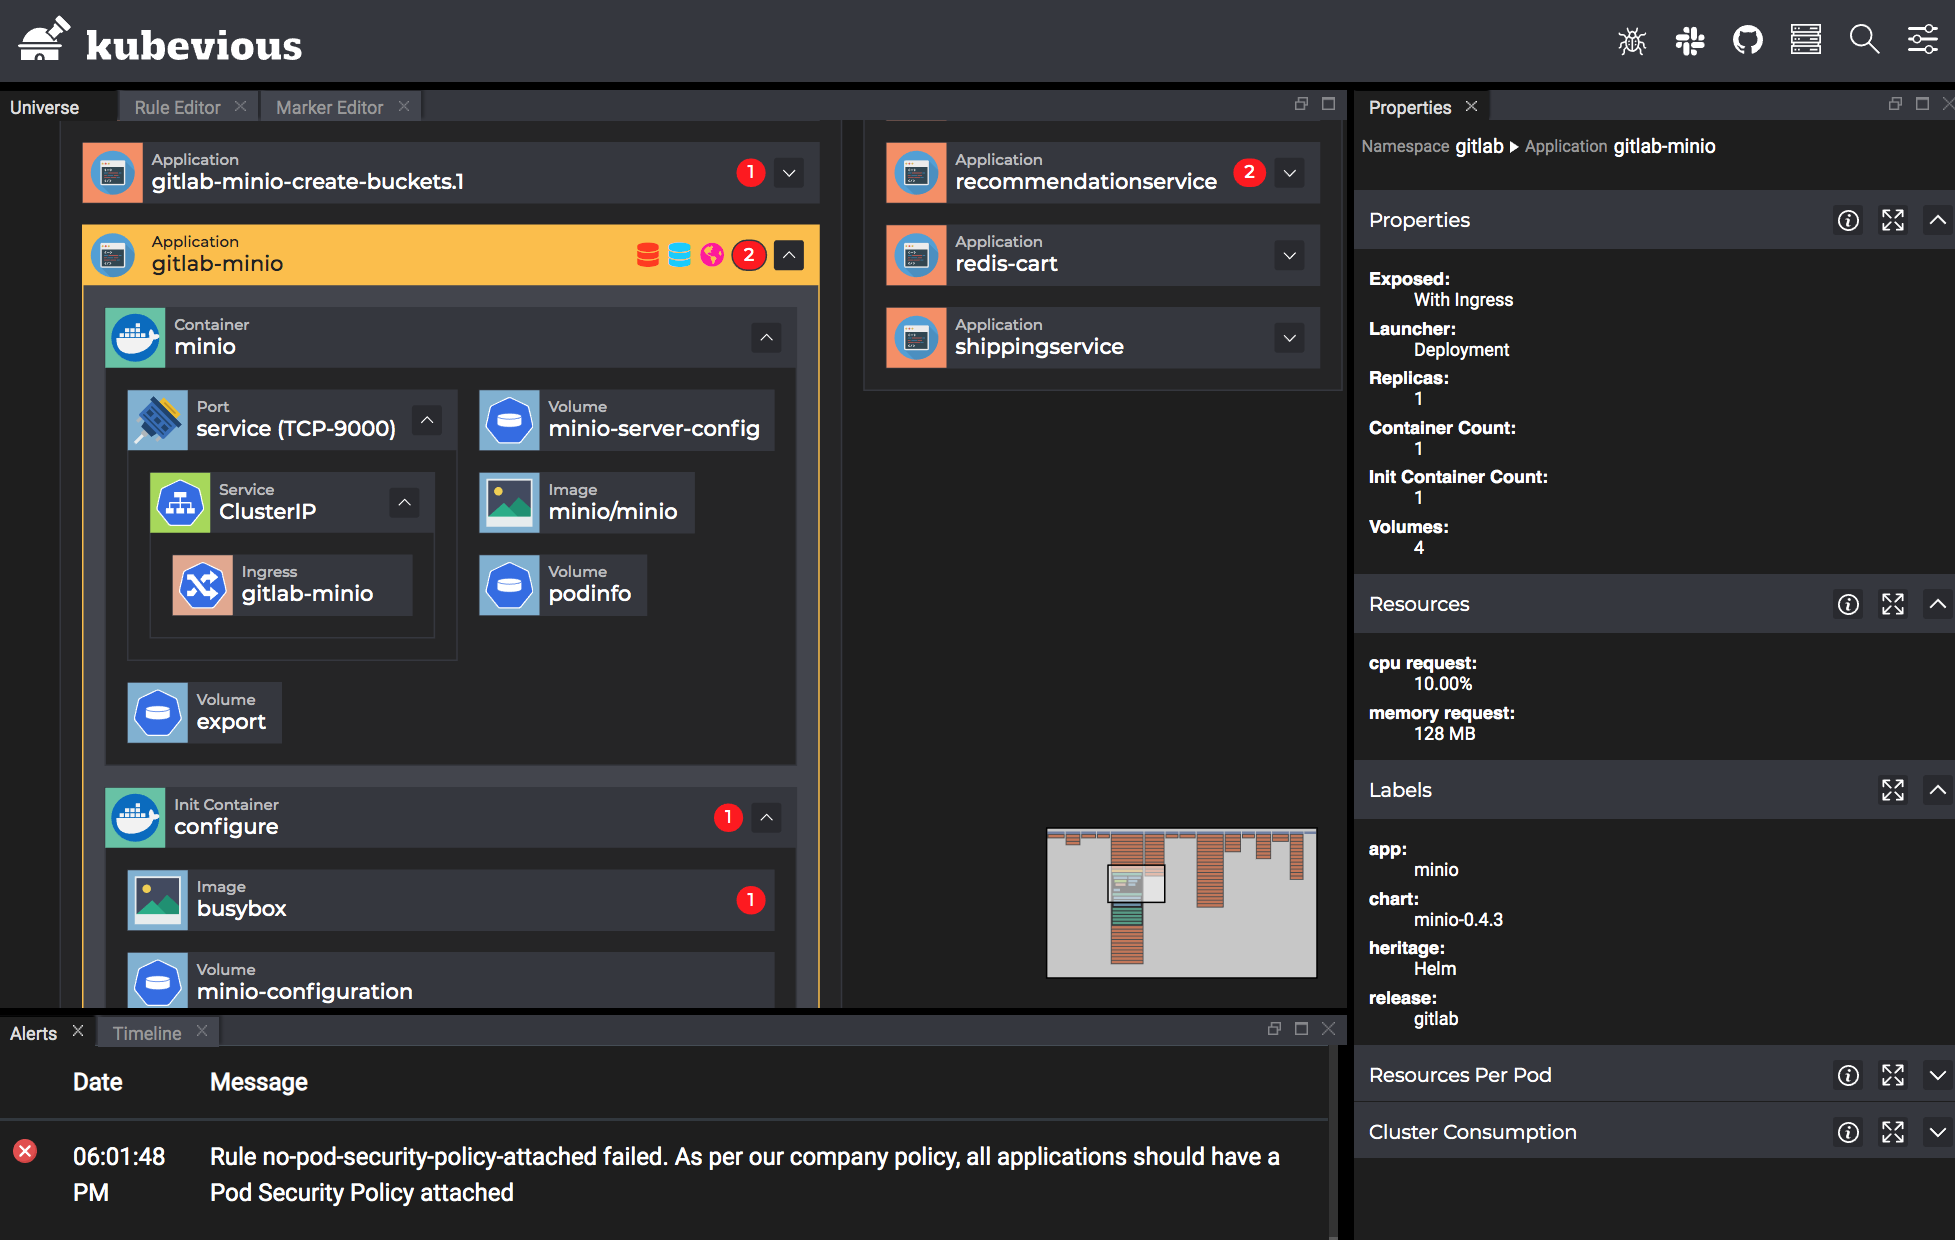 kubevious
Universe
Rule Editor
Marker Editor
Application
gitlab-minio-create-buckets.1
1
Application
gitlab-minio
2
Container
minio
Port
service (TCP-9000)
Service
ClusterIP
Ingress
gitlab-minio
Volume
minio-server-config
Image
minio/minio
Volume
podinfo
Volume
export
Init Container
configure
1
Image
busybox
1
Volume
minio-configuration
Application
recommendationservice
2
Application
redis-cart
Application
shippingservice
Alerts
Timeline
Date Message
06:01:48 Rule no-pod-security-policy-attached failed. As per our company policy, all applications should have a
PM Pod Security Policy attached
Properties
Namespace gitlab Application gitlab-minio
Properties
Exposed:
With Ingress
Launcher:
Deployment
Replicas:
1
Container Count:
1
Init Container Count:
1
Volumes:
4
Resources
cpu request:
10.00%
memory request:
128 MB
Labels
app:
minio
chart:
minio-0.4.3
heritage:
Helm
release:
gitlab
Resources Per Pod
Cluster Consumption